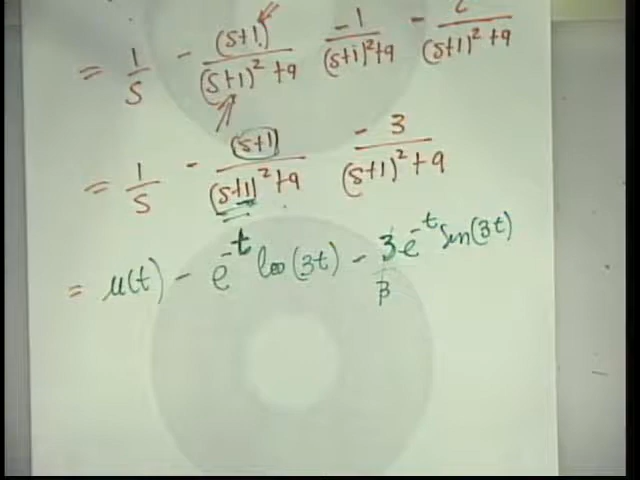 = 1/s - (s+1)/((s+1)²+9) -1/((s+1)²+9) - 2/((s+1)²+9)
= 1/s - (s+1)/((s+1)²+9) - 3/((s+1)²+9)
= μ(t) - e^-t cos(3t) - 3e^-t sen(3t)
β